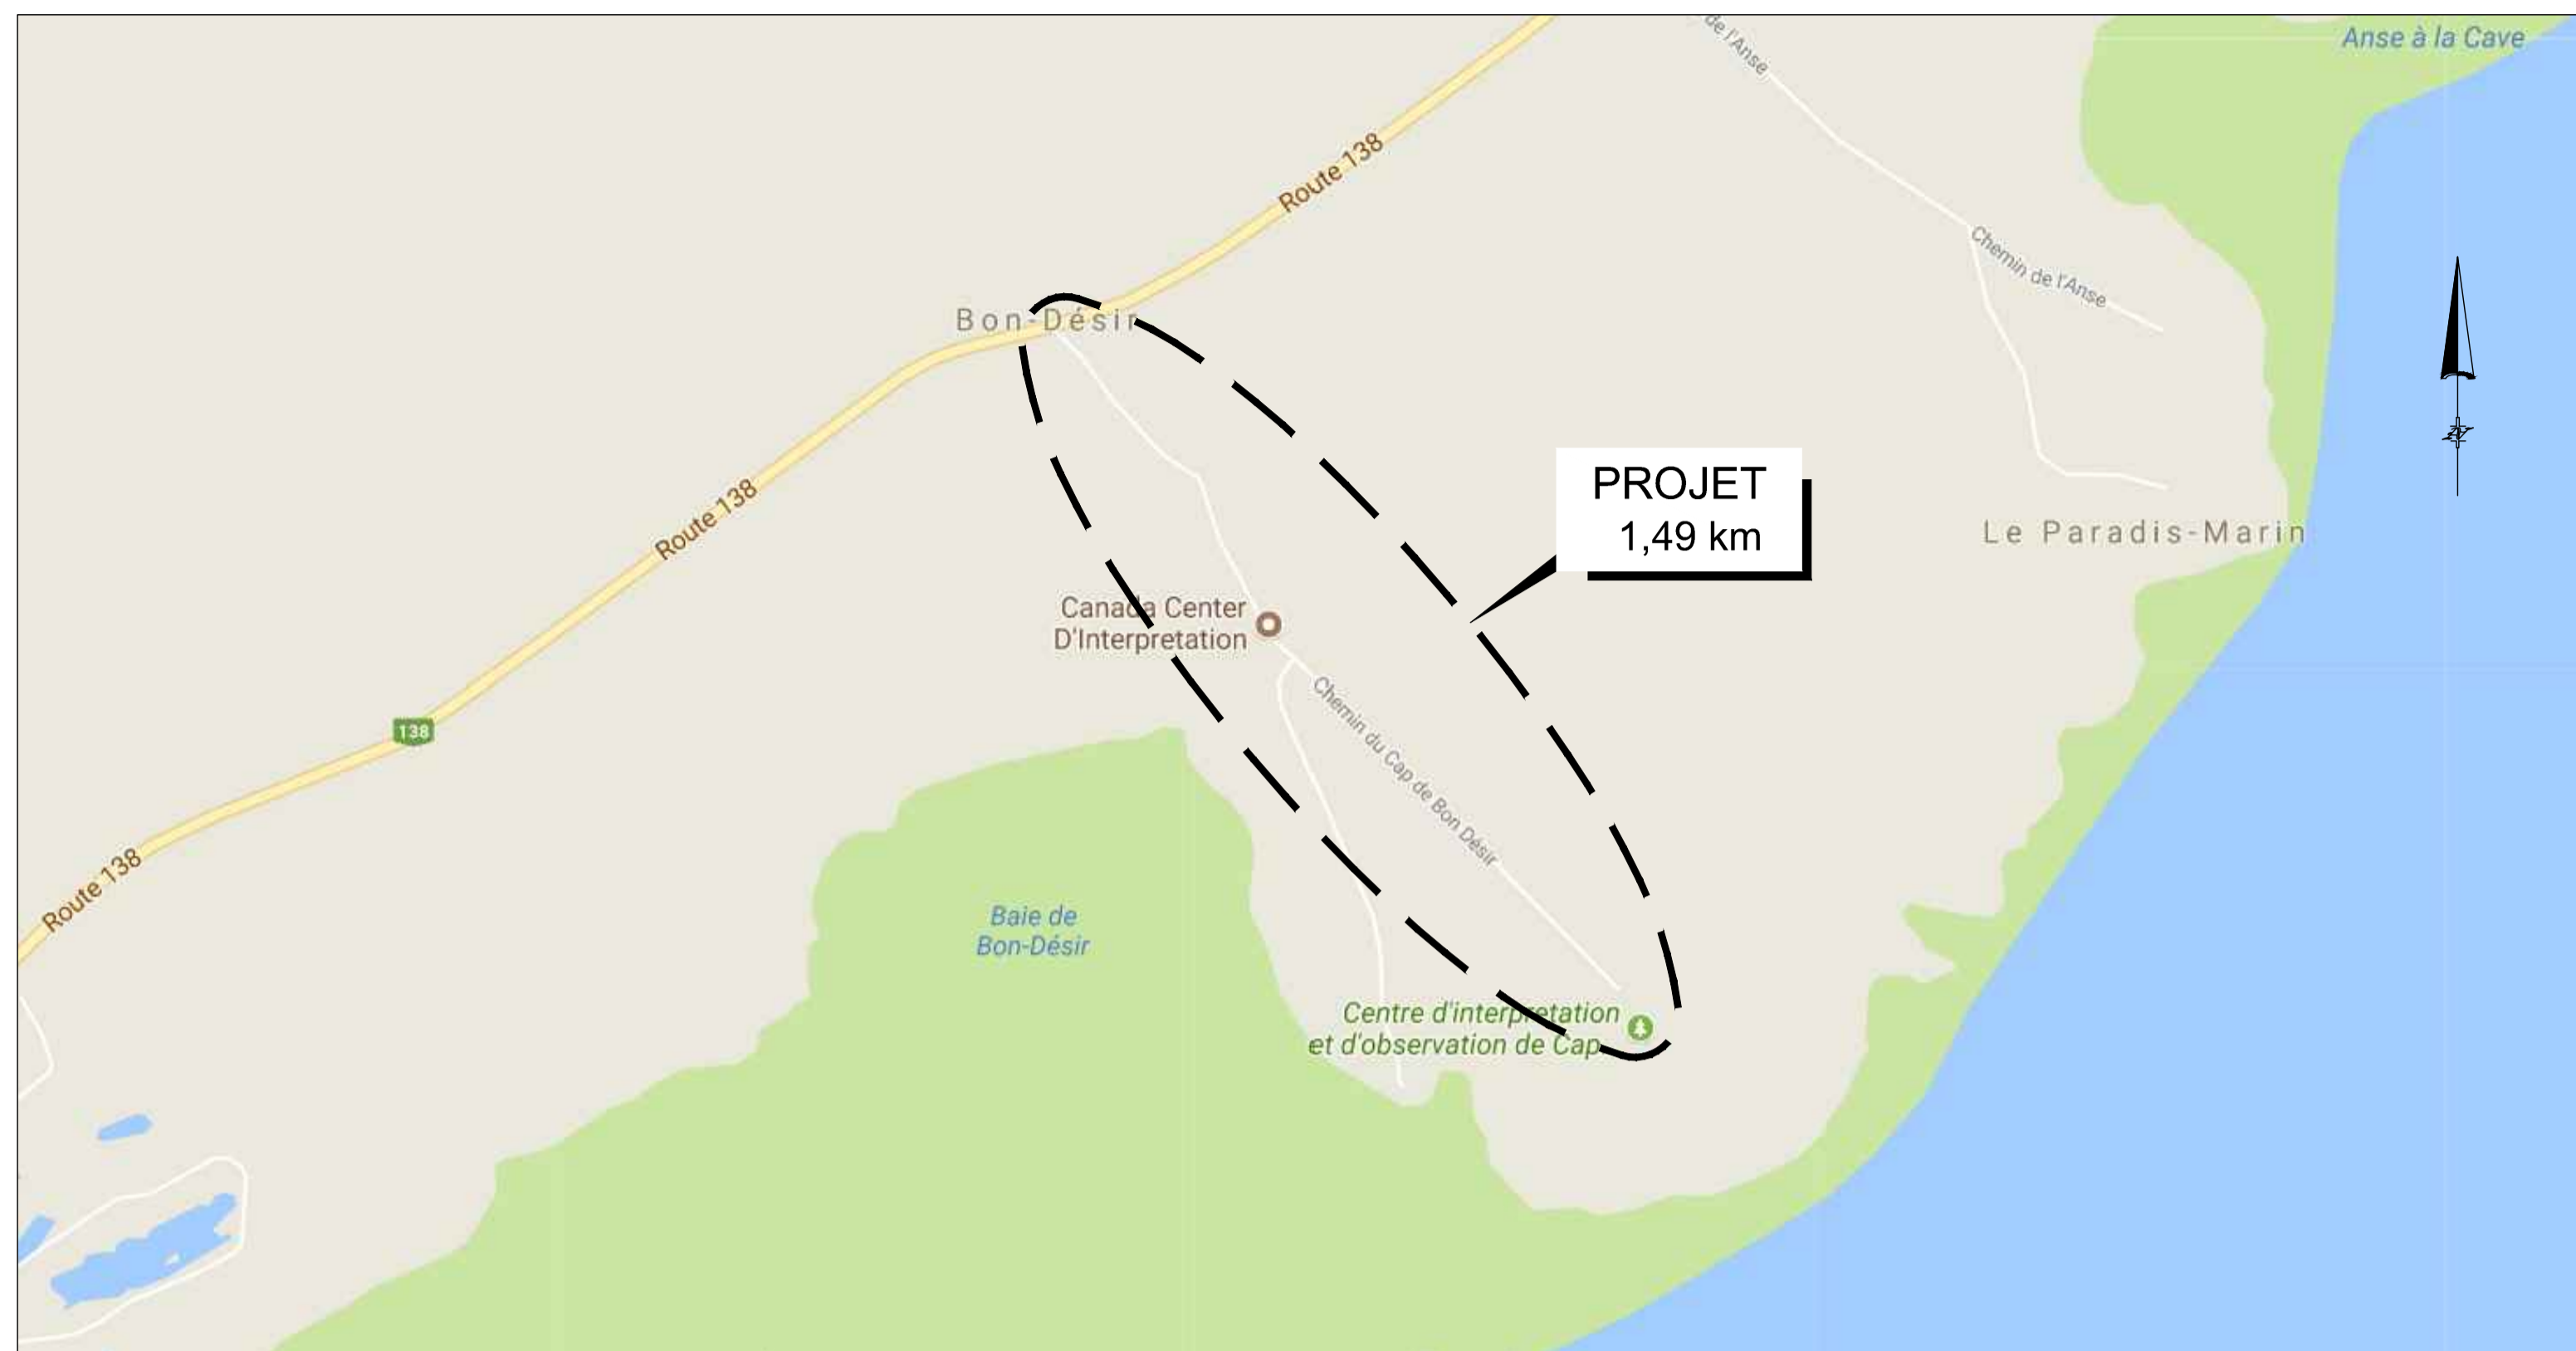 de l'Anse
Anse à la Cave
Route 138
Chemin de l'Anse
Bon-Désir
PROJET
1,49 km
Route 138
Le Paradis-Marin
Canada Center
D'Interpretation
Chemin du Cap de Bon Désir
138
Route 138
Baie de
Bon-Désir
Centre d'interpretation
et d'observation de Cap
N